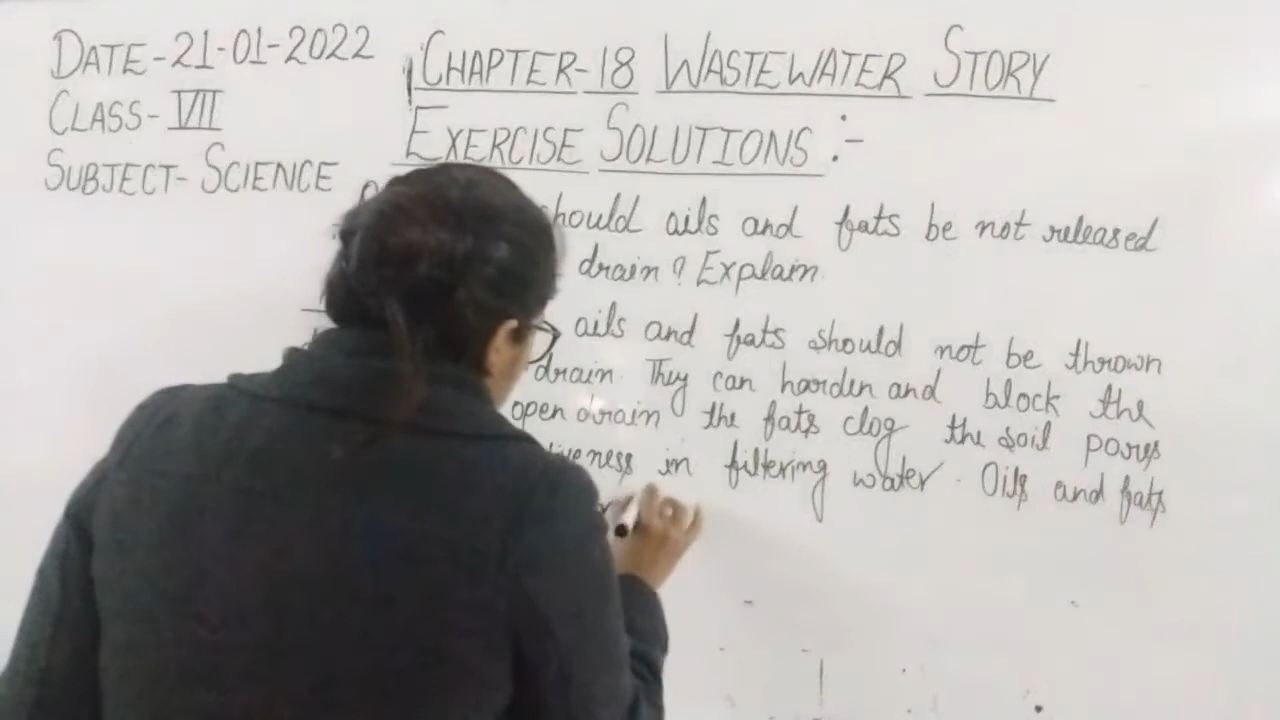 DATE-21-01-2022
CLASS-VII
SUBJECT-SCIENCE
CHAPTER-18 WASTEWATER STORY
EXERCISE SOLUTIONS :-
should oils and fats be not released
drain? Explain.
oils and fats should not be thrown
drain. They can harden and block the
open drain the fats clog the soil pores
in filtering water. Oils and fats